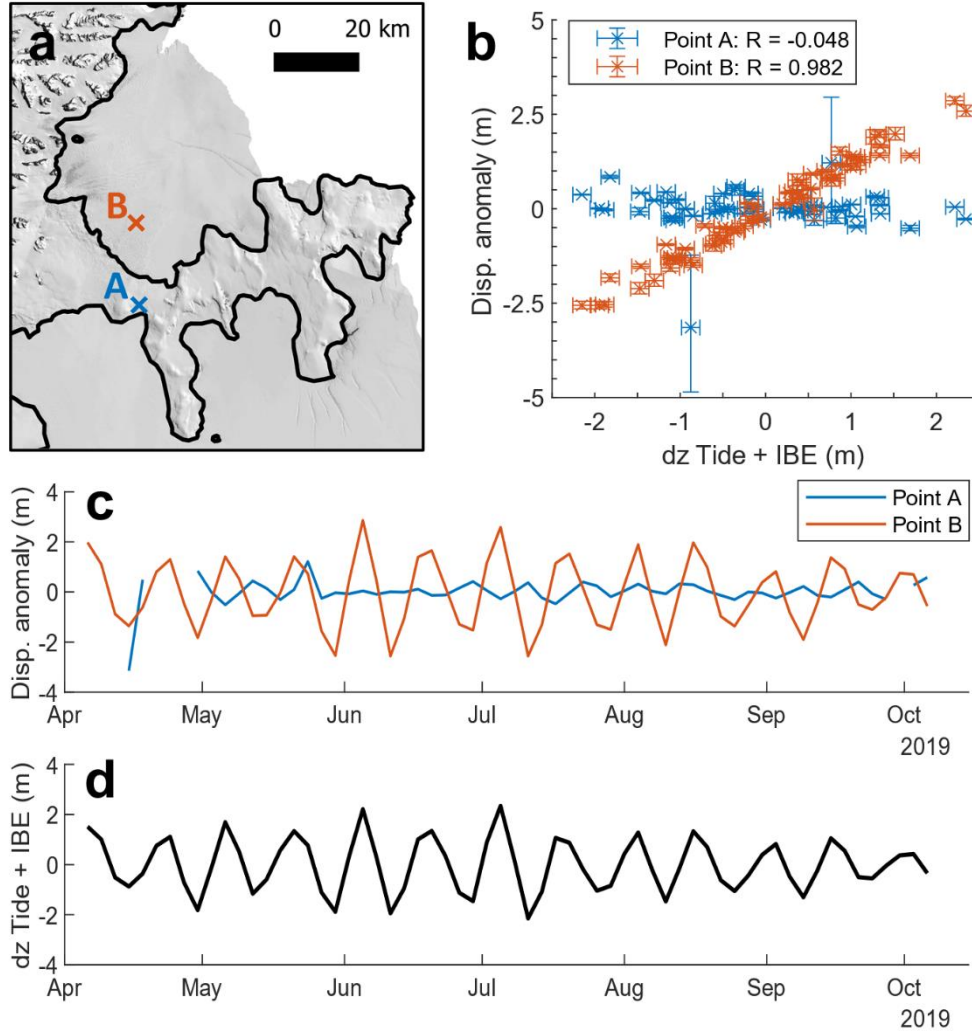 a
0 20 km
B
A
b
Point A: R = -0.048
Point B: R = 0.982
Disp. anomaly (m)
5
2.5
0
-2.5
-5
-2 -1 0 1 2
dz Tide + IBE (m)
c
Point A
Point B
Disp. anomaly (m)
4
2
0
-2
-4
Apr May Jun Jul Aug Sep Oct
2019
d
dz Tide + IBE (m)
4
2
0
-2
-4
Apr May Jun Jul Aug Sep Oct
2019